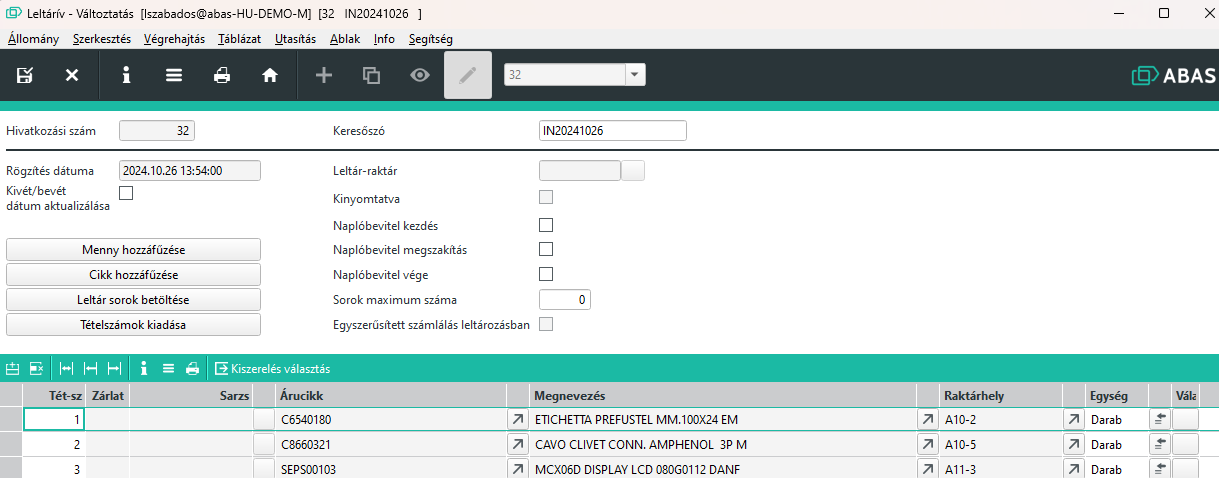 Leltárív - Változtatás [lszabados@abas-HU-DEMO-M] [32 IN20241026 ]
Állomány Szerkesztés Végrehajtás Táblázat Utasítás Ablak Info Segítség
32
ABAS
Hivatkozási szám 32 Keresőszó IN20241026
Rögzítés dátuma 2024.10.26 13:54:00 Leltár-raktár
Kivét/bevét
dátum aktualizálása
Kinyomtatva
Naplóbevitel kezdés
Menny hozzáfűzése Naplóbevitel megszakítás
Cikk hozzáfűzése Naplóbevitel vége
Leltár sorok betöltése Sorok maximum száma 0
Tételszámok kiadása Egyszerűsített számlálás leltározásban
Kiszerelés választás
Tét-sz Zárlat Sarzs Árucikk Megnevezés Raktárhely Egység Vála
1 C6540180 ETICHETTA PREFUSTEL MM.100X24 EM A10-2 Darab
2 C8660321 CAVO CLIVET CONN. AMPHENOL 3P M A10-5 Darab
3 SEPS00103 MCX06D DISPLAY LCD 080G0112 DANF A11-3 Darab